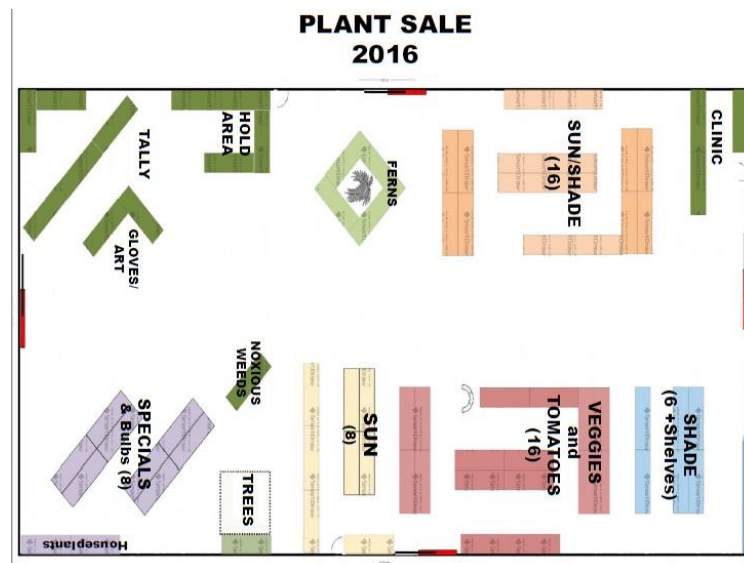 PLANT SALE
2016
TALLY
HOLD
AREA
GLOVES/
ART
FERNS
SUN/SHADE
(16)
CLINIC
NOXIOUS
WEEDS
SPECIALS
& Bulbs (8)
TREES
SUN
(8)
VEGGIES
and
TOMATOES
(16)
SHADE
(6 +Shelves)
Houseplants